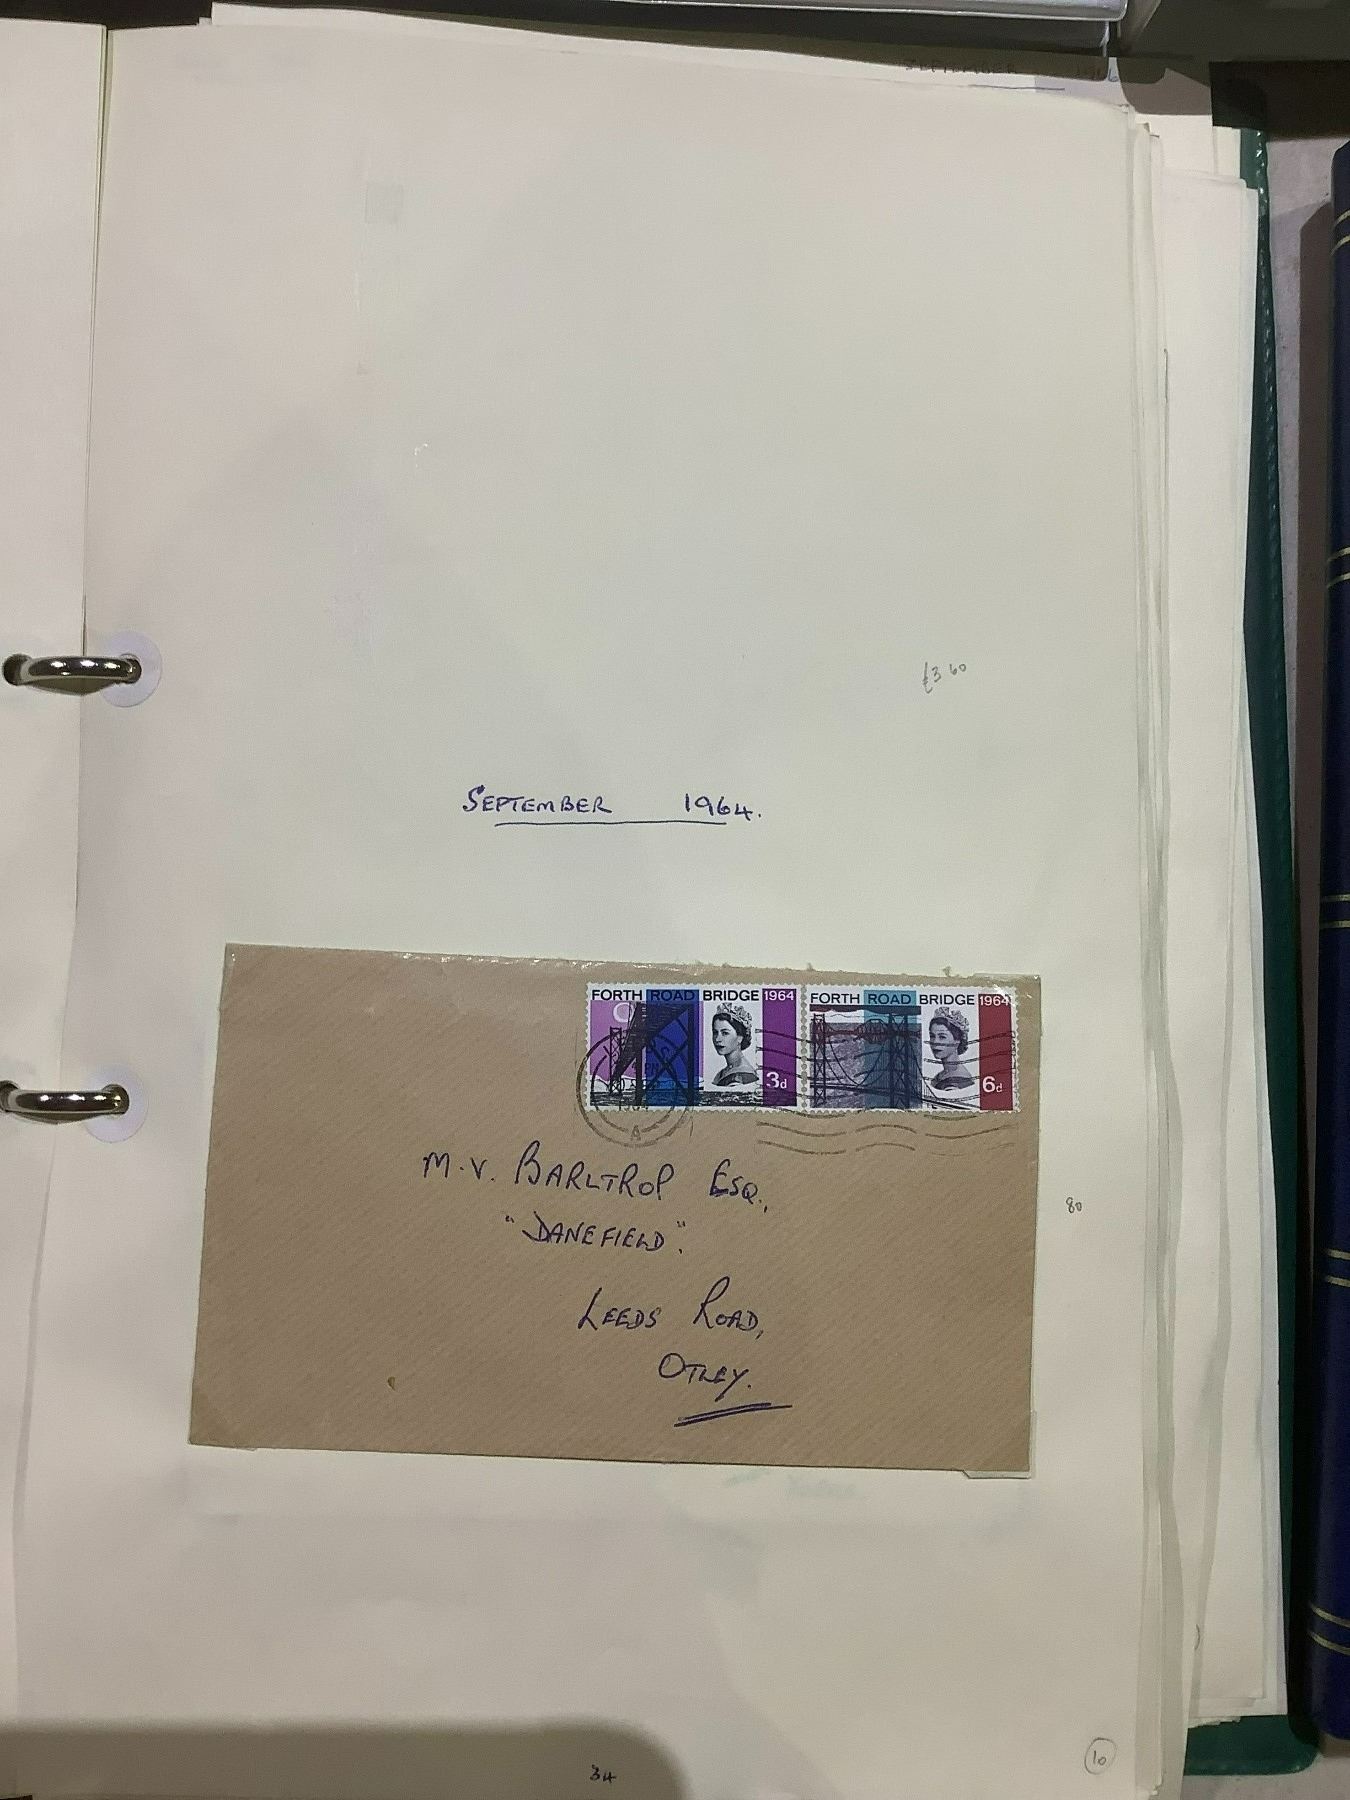 £3 60
SEPTEMBER 1964.
FORTH ROAD BRIDGE 1964
3d
FORTH ROAD BRIDGE 1964
6d
1964
A
M.V. BARLTROP ESQ.,
"DANEFIELD".
80
LEEDS ROAD,
OTLEY.
10
34